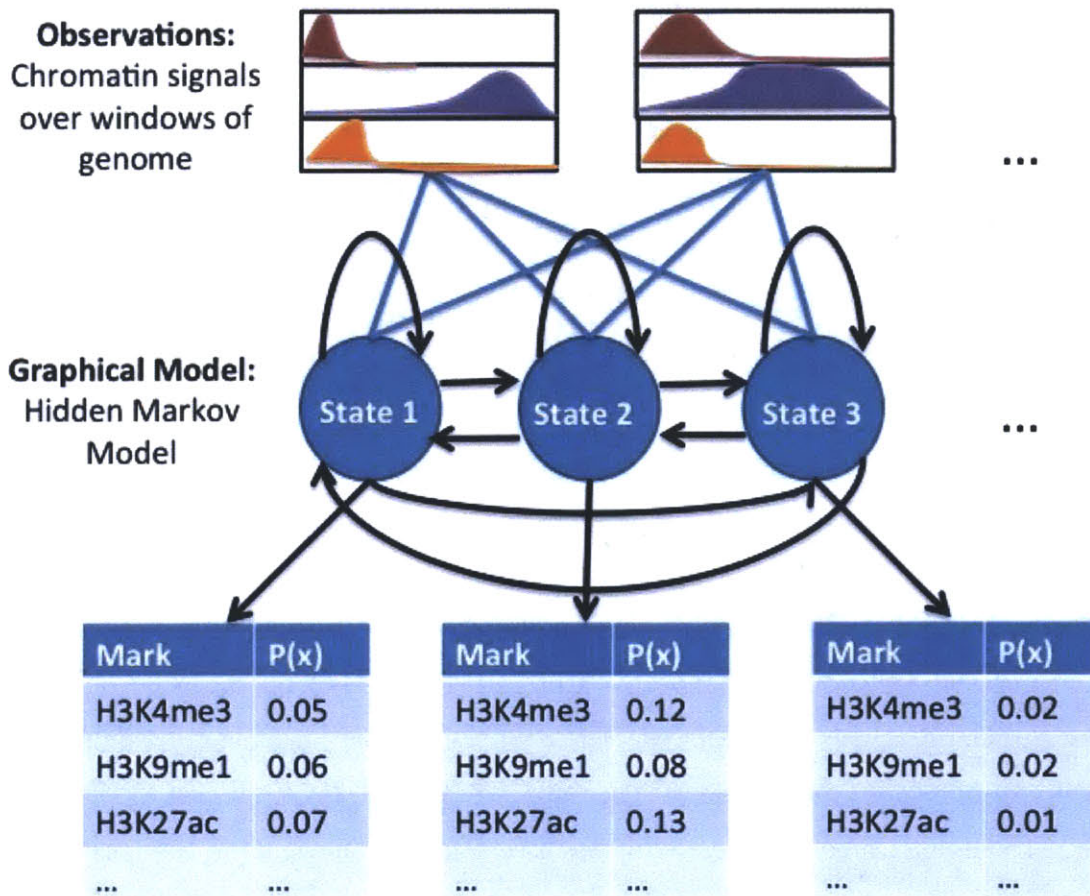 Observations:
Chromatin signals
over windows of
genome
...
Graphical Model:
Hidden Markov
Model
State 1
State 2
State 3
...
Mark P(x)
H3K4me3 0.05
H3K9me1 0.06
H3K27ac 0.07
... ...
Mark P(x)
H3K4me3 0.12
H3K9me1 0.08
H3K27ac 0.13
... ...
Mark P(x)
H3K4me3 0.02
H3K9me1 0.02
H3K27ac 0.01
... ...